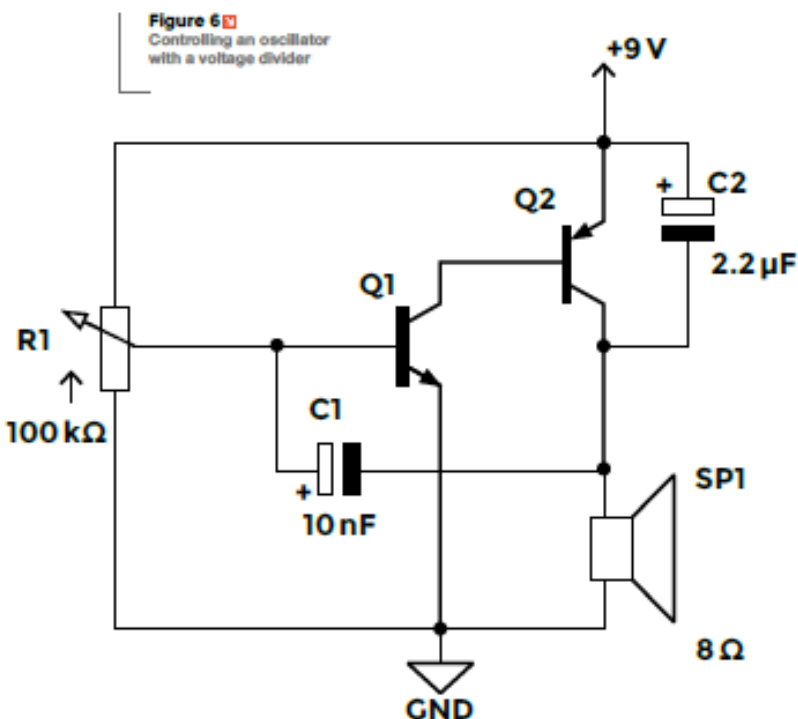 Figure 6
Controlling an oscillator
with a voltage divider
+9 V
Q2
+ C2
2.2 µF
Q1
R1
100 kΩ
C1
+
10 nF
SP1
8 Ω
GND